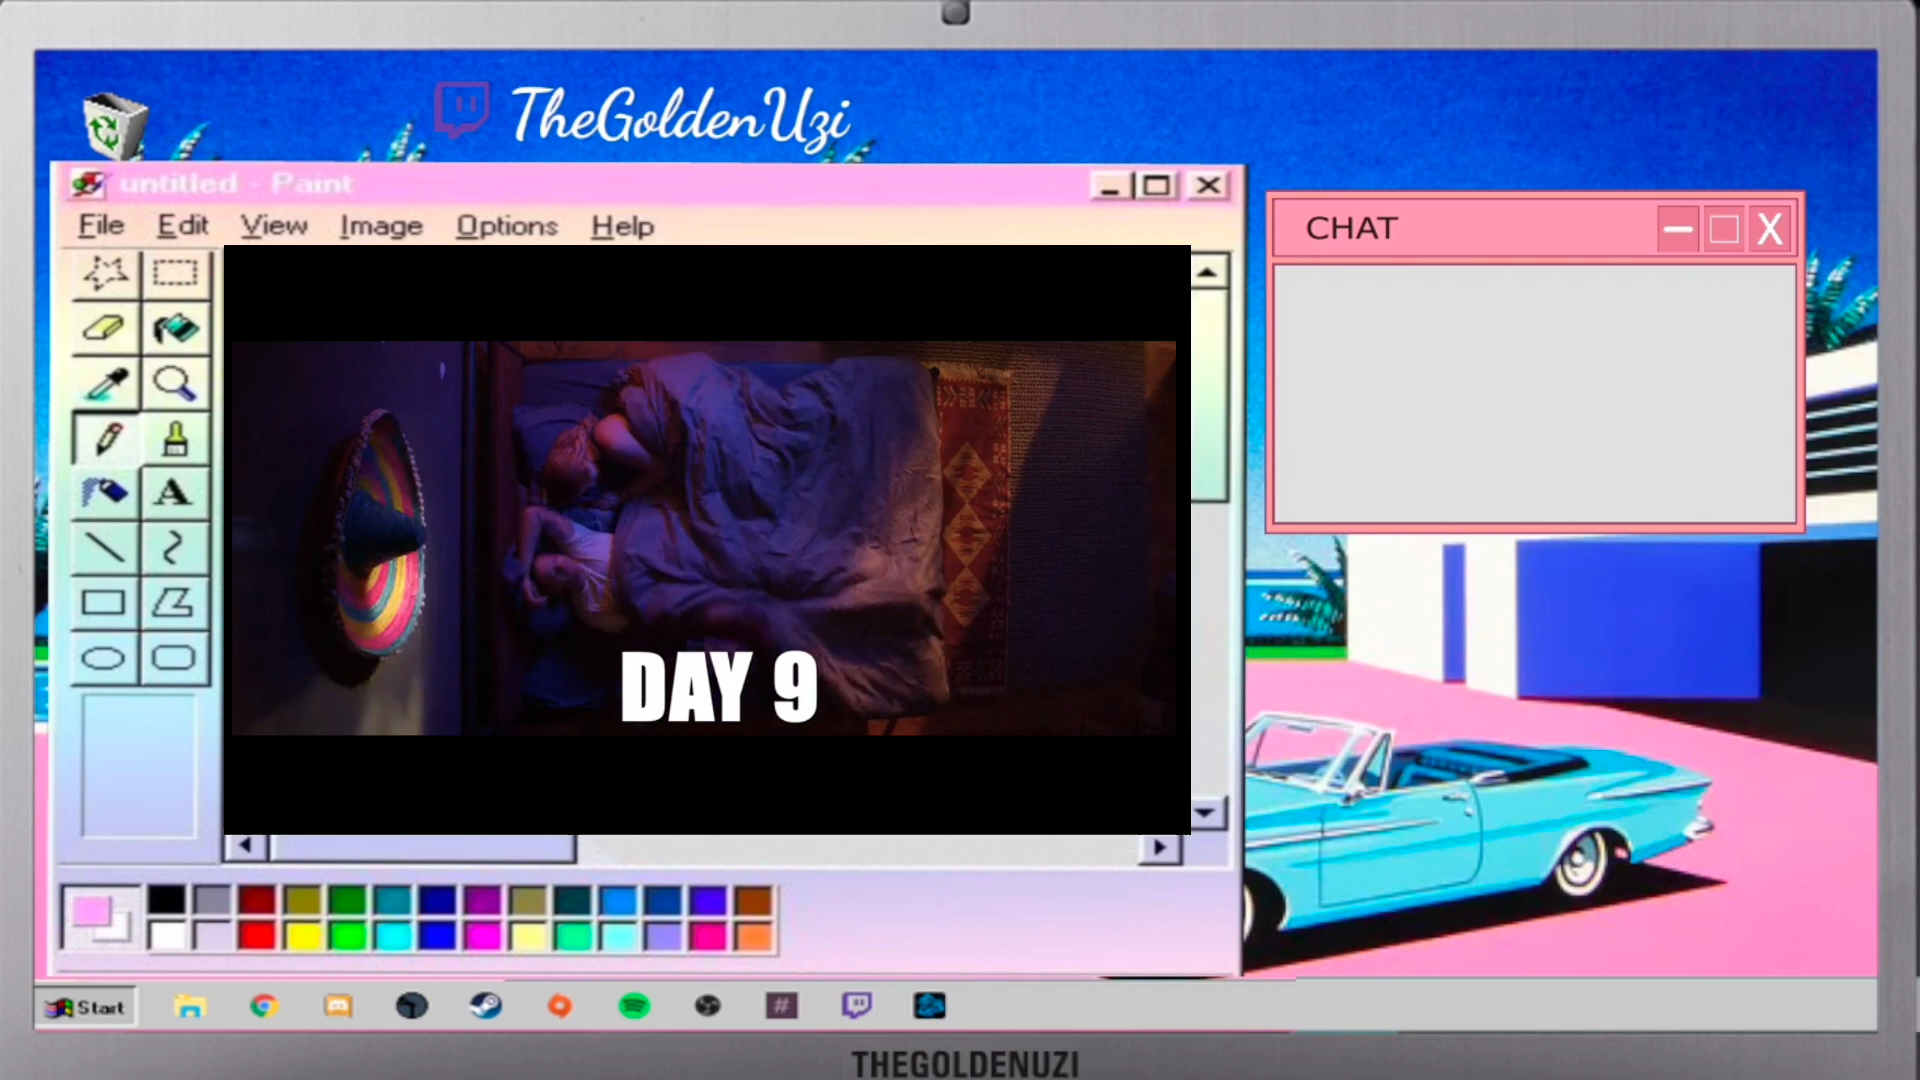 TheGoldenUzi
untitled - Paint
File Edit View Image Options Help
CHAT
X
A
DAY 9
Start
#
THEGOLDENUZI